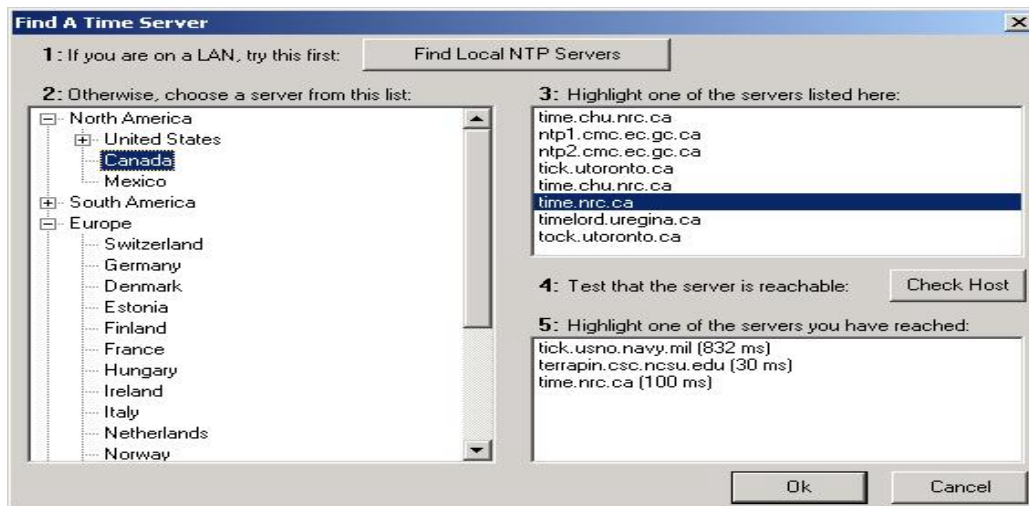 Find A Time Server
1: If you are on a LAN, try this first:
Find Local NTP Servers
2: Otherwise, choose a server from this list:
North America
United States
Canada
Mexico
South America
Europe
Switzerland
Germany
Denmark
Estonia
Finland
France
Hungary
Ireland
Italy
Netherlands
Norway
3: Highlight one of the servers listed here:
time.chu.nrc.ca
ntp1.cmc.ec.gc.ca
ntp2.cmc.ec.gc.ca
tick.utoronto.ca
time.chu.nrc.ca
time.nrc.ca
timelord.uregina.ca
tock.utoronto.ca
4: Test that the server is reachable:
Check Host
5: Highlight one of the servers you have reached:
tick.usno.navy.mil (832 ms)
terrapin.csc.ncsu.edu (30 ms)
time.nrc.ca (100 ms)
Ok
Cancel